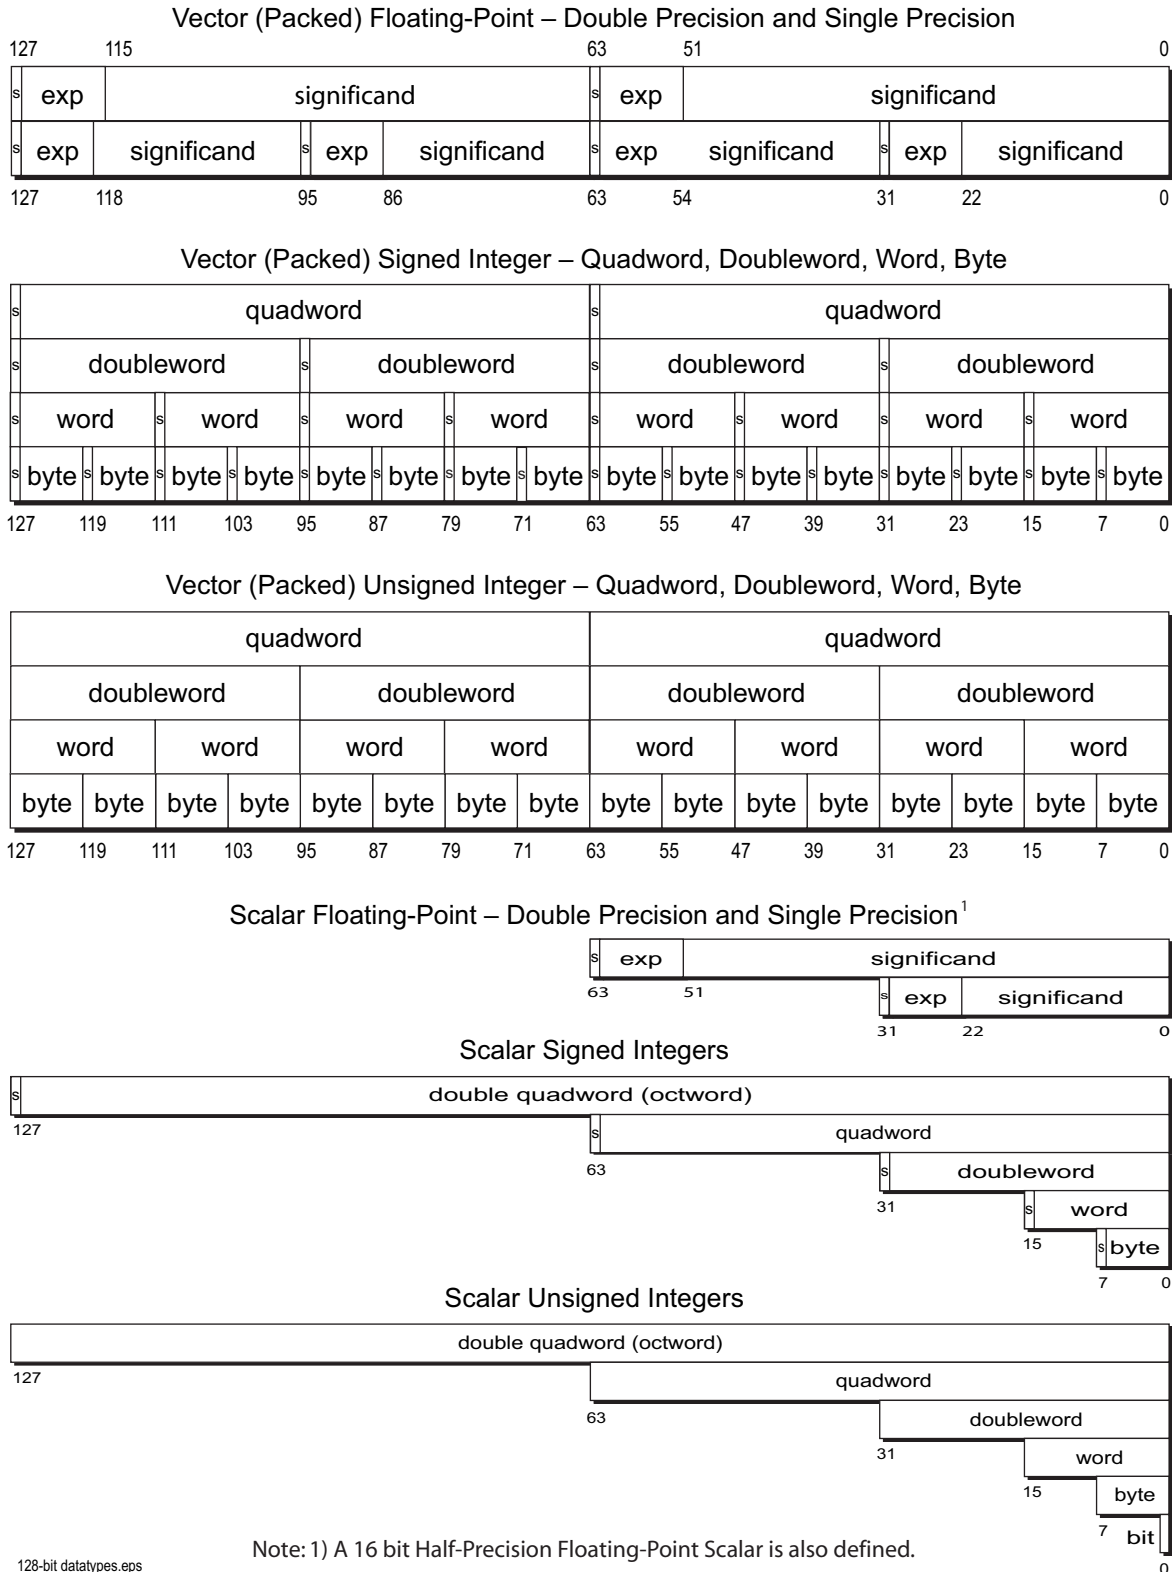 Vector (Packed) Floating-Point – Double Precision and Single Precision
127 115 63 51 0
s exp significand s exp significand
s exp significand s exp significand s exp significand s exp significand
127 118 95 86 63 54 31 22 0
Vector (Packed) Signed Integer – Quadword, Doubleword, Word, Byte
s quadword s quadword
s doubleword s doubleword s doubleword s doubleword
s word s word s word s word s word s word s word s word
s byte s byte s byte s byte s byte s byte s byte s byte s byte s byte s byte s byte s byte s byte s byte s byte
127 119 111 103 95 87 79 71 63 55 47 39 31 23 15 7 0
Vector (Packed) Unsigned Integer – Quadword, Doubleword, Word, Byte
quadword quadword
doubleword doubleword doubleword doubleword
word word word word word word word word
byte byte byte byte byte byte byte byte byte byte byte byte byte byte byte byte
127 119 111 103 95 87 79 71 63 55 47 39 31 23 15 7 0
Scalar Floating-Point – Double Precision and Single Precision1
s exp significand
63 51
s exp significand
31 22 0
Scalar Signed Integers
s double quadword (octword)
127
s quadword
63
s doubleword
31
s word
15
s byte
7 0
Scalar Unsigned Integers
double quadword (octword)
127
quadword
63
doubleword
31
word
15
byte
7
bit
0
Note: 1) A 16 bit Half-Precision Floating-Point Scalar is also defined.
128-bit datatypes.eps